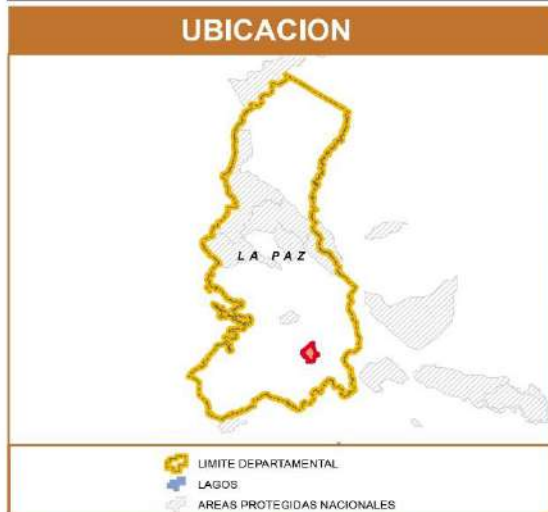 UBICACION
LA PAZ
LIMITE DEPARTAMENTAL
LAGOS
AREAS PROTEGIDAS NACIONALES